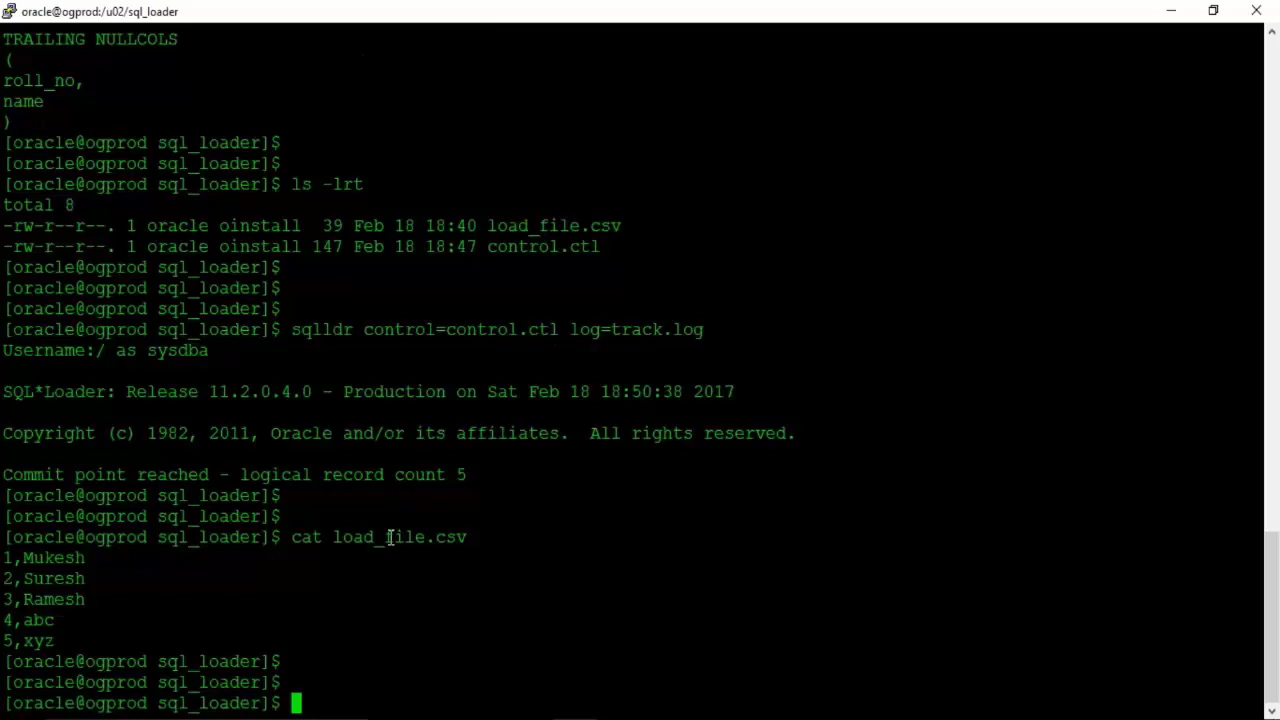 oracle@ogprod:/u02/sql_loader
TRAILING NULLCOLS
(
roll_no,
name
)
[oracle@ogprod sql_loader]$
[oracle@ogprod sql_loader]$
[oracle@ogprod sql_loader]$ ls -lrt
total 8
-rw-r--r--. 1 oracle oinstall  39 Feb 18 18:40 load_file.csv
-rw-r--r--. 1 oracle oinstall 147 Feb 18 18:47 control.ctl
[oracle@ogprod sql_loader]$
[oracle@ogprod sql_loader]$
[oracle@ogprod sql_loader]$
[oracle@ogprod sql_loader]$ sqlldr control=control.ctl log=track.log
Username:/ as sysdba
SQL*Loader: Release 11.2.0.4.0 - Production on Sat Feb 18 18:50:38 2017
Copyright (c) 1982, 2011, Oracle and/or its affiliates.  All rights reserved.
Commit point reached - logical record count 5
[oracle@ogprod sql_loader]$
[oracle@ogprod sql_loader]$
[oracle@ogprod sql_loader]$ cat load_file.csv
1,Mukesh
2,Suresh
3,Ramesh
4,abc
5,xyz
[oracle@ogprod sql_loader]$
[oracle@ogprod sql_loader]$
[oracle@ogprod sql_loader]$